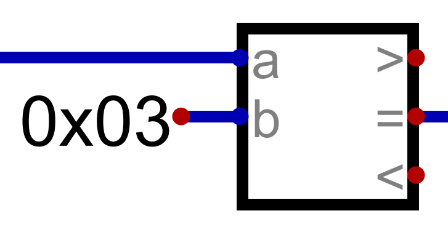 a >
0x03 b =
<